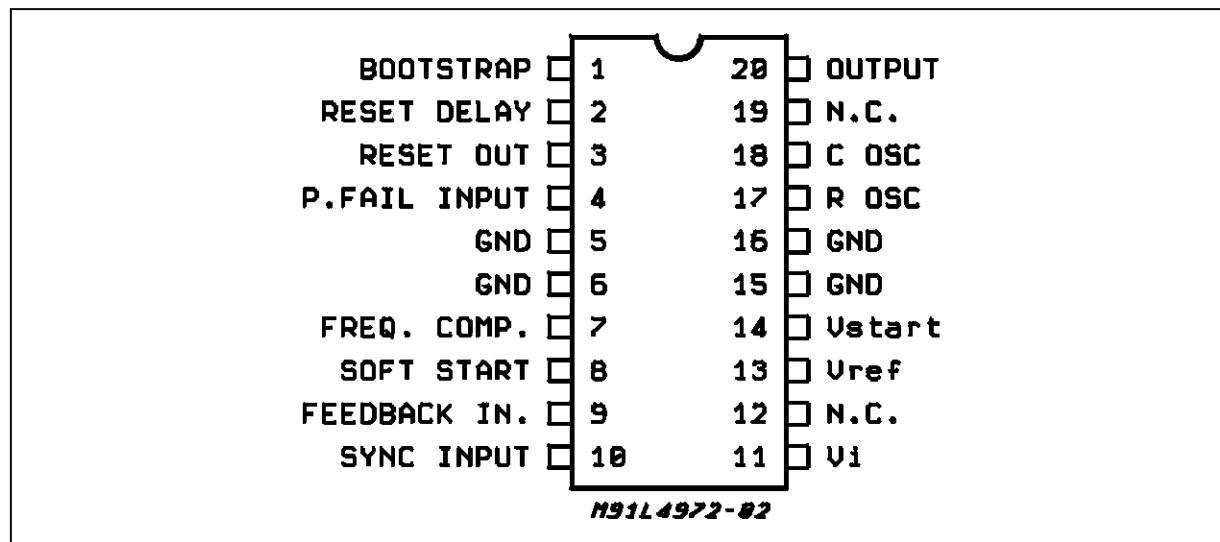 BOOTSTRAP 1 20 OUTPUT
RESET DELAY 2 19 N.C.
RESET OUT 3 18 C OSC
P.FAIL INPUT 4 17 R OSC
GND 5 16 GND
GND 6 15 GND
FREQ. COMP. 7 14 Vstart
SOFT START 8 13 Vref
FEEDBACK IN. 9 12 N.C.
SYNC INPUT 10 11 Vi
M91L4972-02